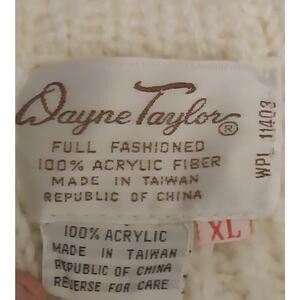 Dayne Taylor®
FULL FASHIONED
100% ACRYLIC FIBER
MADE IN TAIWAN
REPUBLIC OF CHINA
WPL 11403
100% ACRYLIC
MADE IN TAIWAN
REPUBLIC OF CHINA
REVERSE FOR CARE
XL